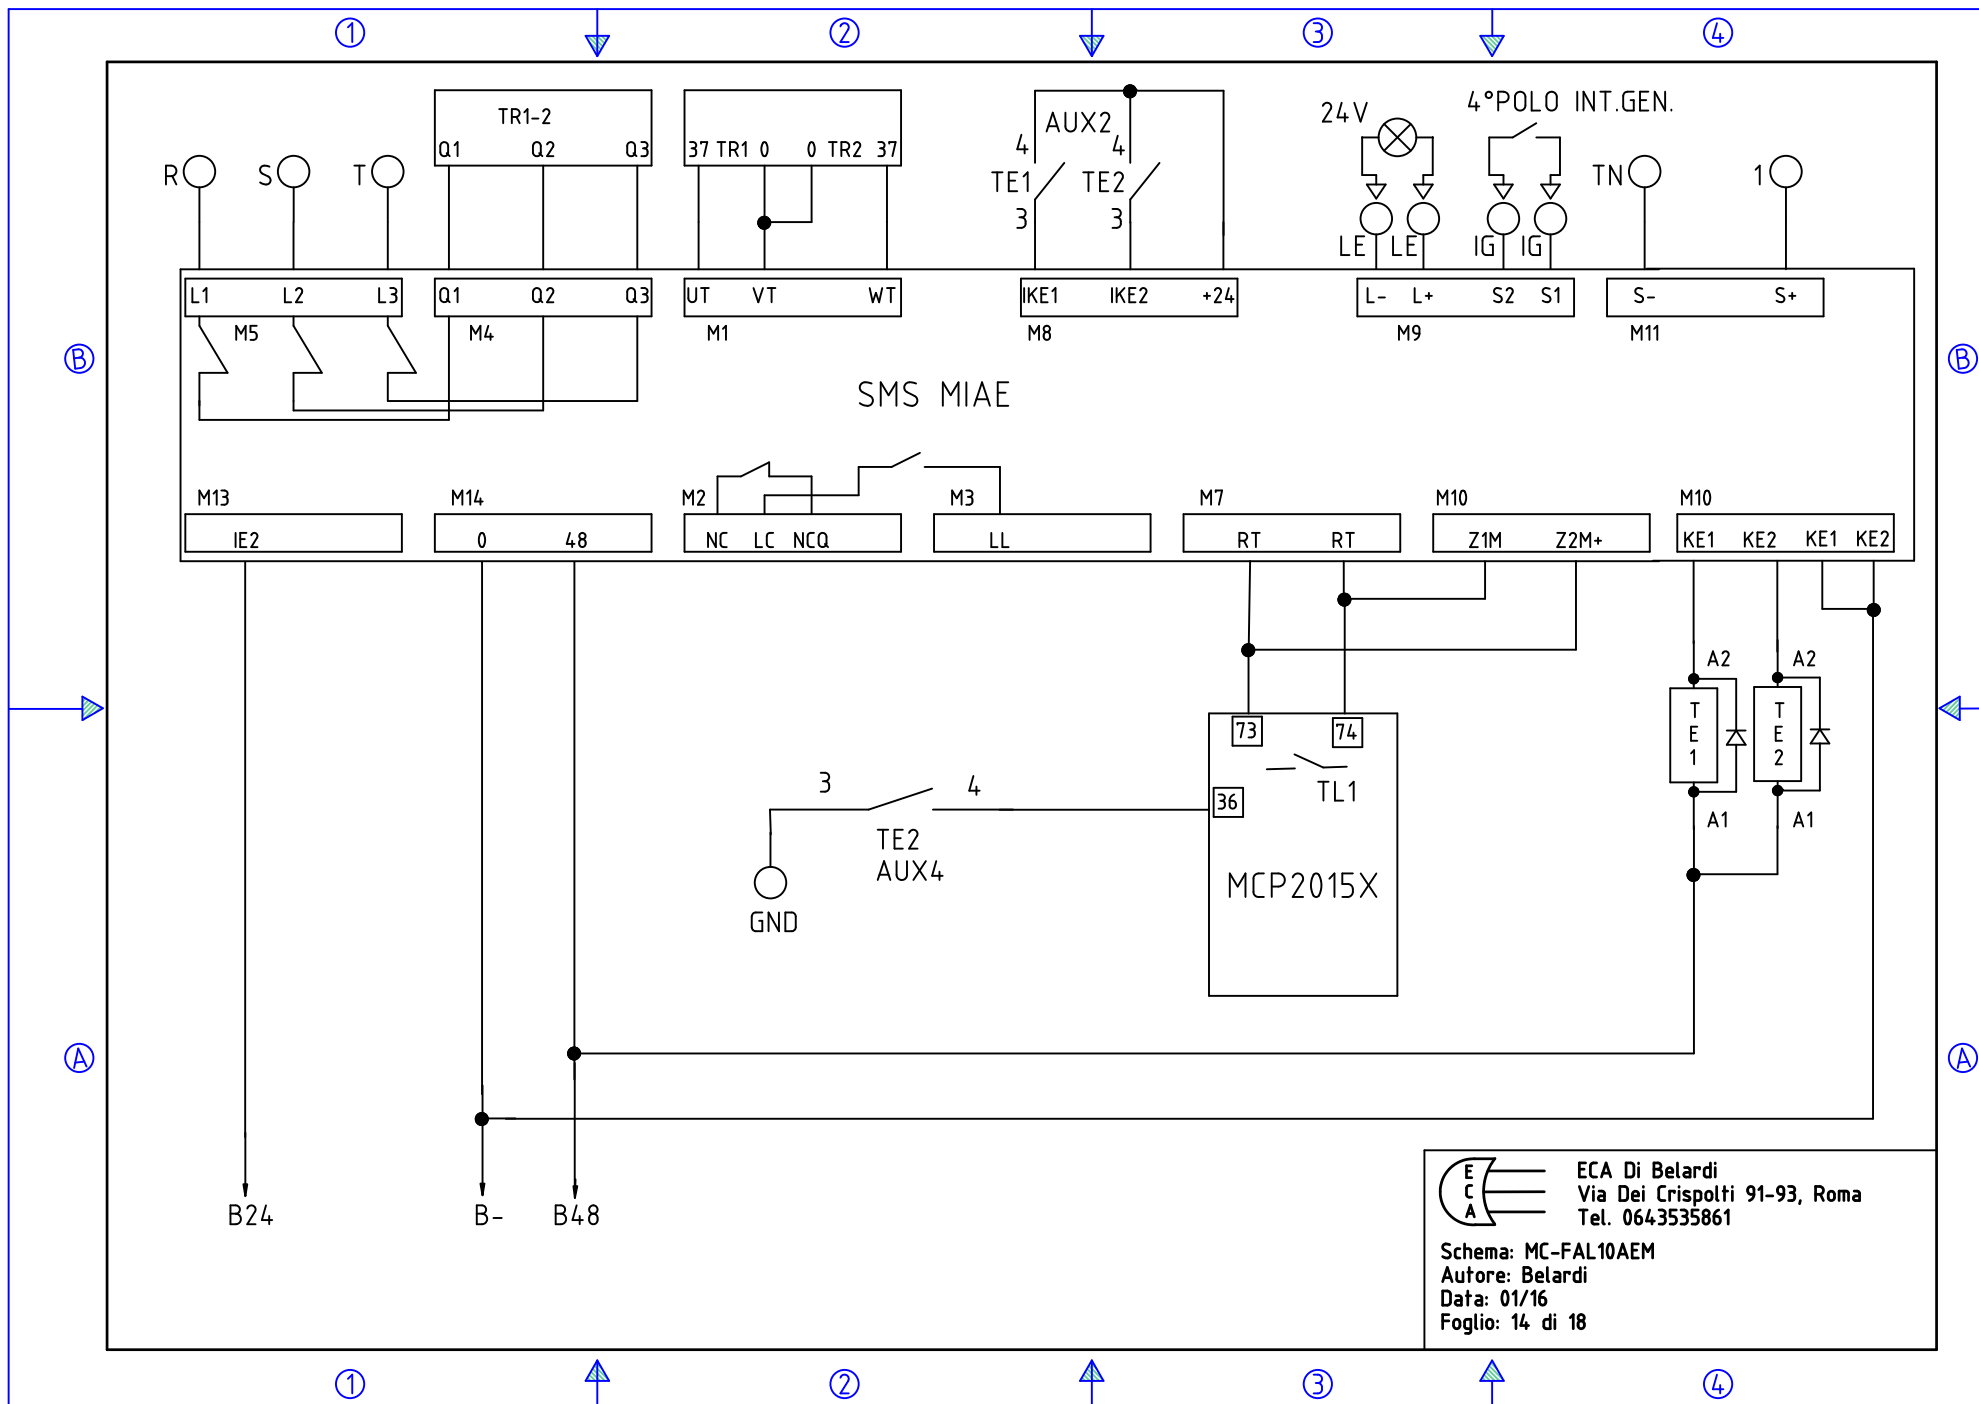 1 2 3 4
TR1-2
Q1 Q2 Q3
37 TR1 0 0 TR2 37
AUX2
4 4
TE1 TE2
3 3
24V
4°POLO INT.GEN.
R S T
TN 1
LE LE IG IG
L1 L2 L3
Q1 Q2 Q3
UT VT WT
IKE1 IKE2 +24
L- L+ S2 S1
S- S+
M5 M4 M1 M8 M9 M11
B B
SMS MIAE
M13 M14 M2 M3 M7 M10 M10
IE2
0 48
NC LC NCQ
LL
RT RT
Z1M Z2M+
KE1 KE2 KE1 KE2
A2 A2
TE1 TE2
A1 A1
73 74
TL1
36
MCP2015X
3 4
TE2
AUX4
GND
A A
B24 B- B48
E
C
A
ECA Di Belardi
Via Dei Crispolti 91-93, Roma
Tel. 0643535861
Schema: MC-FAL10AEM
Autore: Belardi
Data: 01/16
Foglio: 14 di 18
1 2 3 4